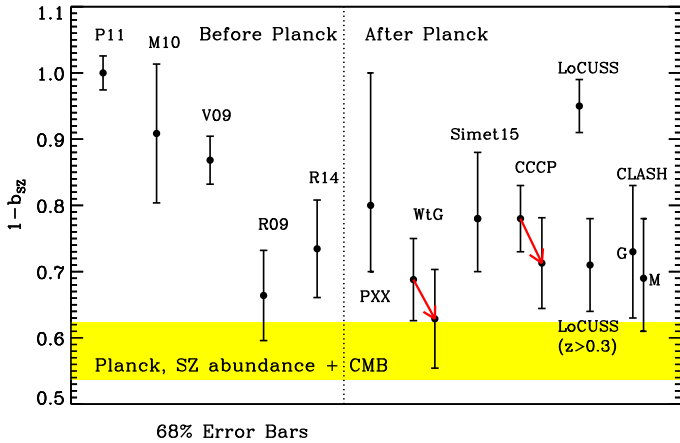 1.1
1.0
0.9
0.8
0.7
0.6
0.5
1-bSZ
Before Planck
After Planck
P11
M10
V09
R09
R14
PXX
WtG
Simet15
CCCP
LoCUSS
LoCUSS
(z>0.3)
CLASH
G
M
Planck, SZ abundance + CMB
68% Error Bars